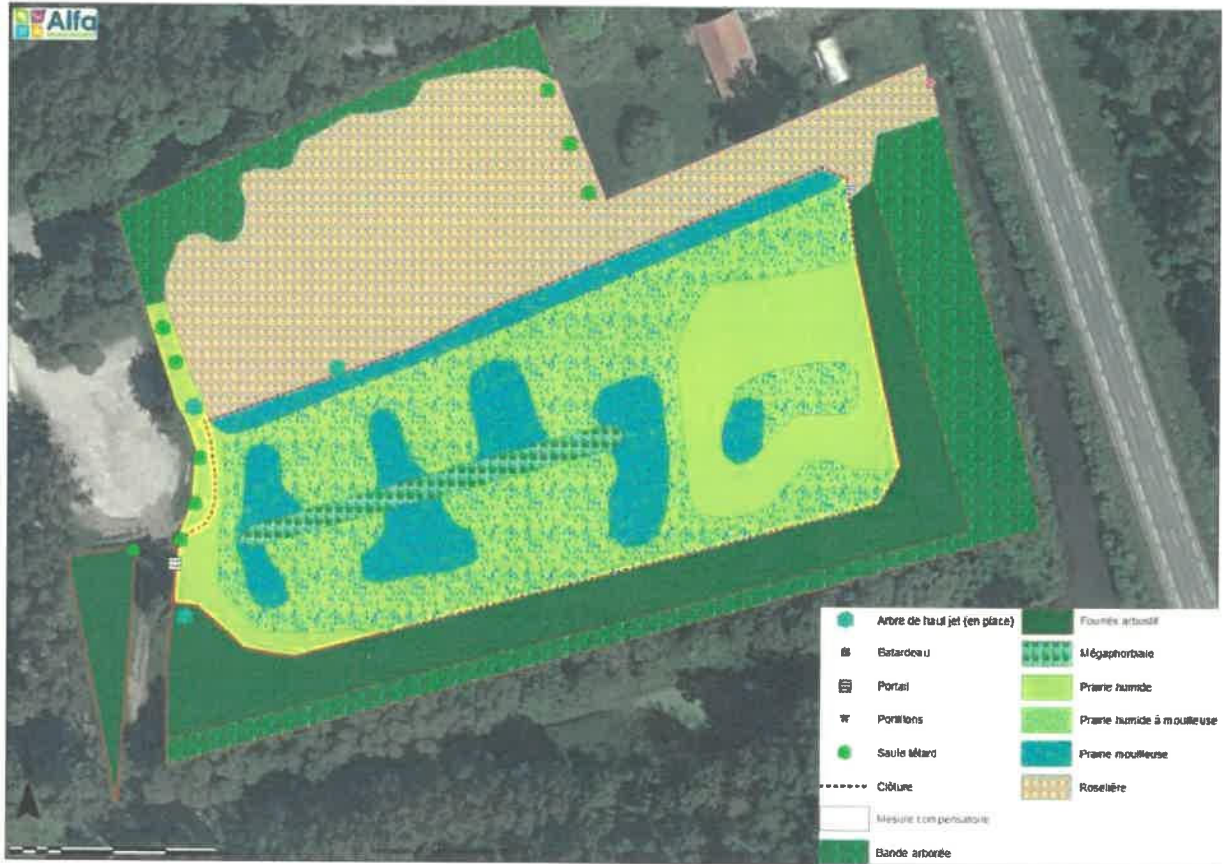 Alfa
Arbre de haut jet (en place)
Batardeau
Portail
Portillons
Saule têtard
Clôture
Mesure compensatoire
Bande arborée
Fourrés arbustif
Mégaphorbiaie
Prairie humide
Prairie humide à mouilleuse
Prairie mouilleuse
Roselière